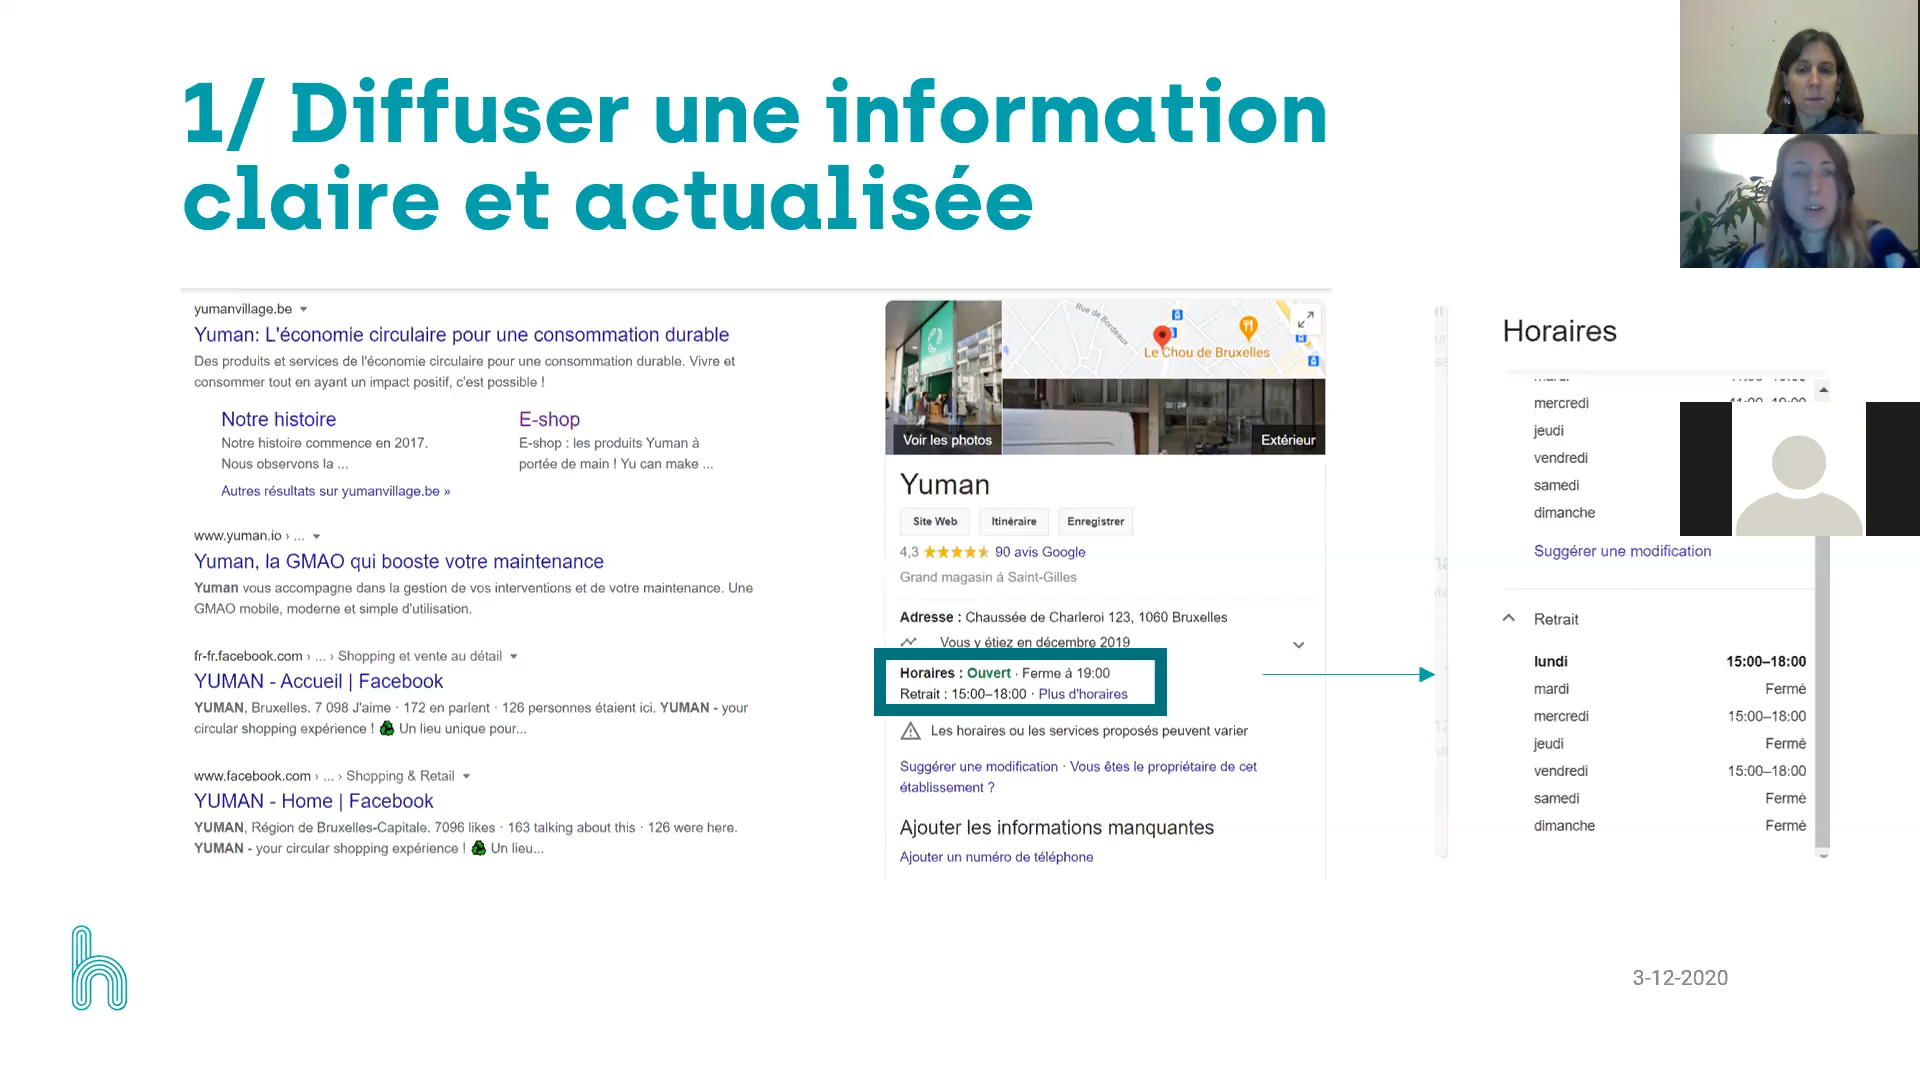 1/ Diffuser une information
claire et actualisée
yumanvillage.be
Yuman: L'économie circulaire pour une consommation durable
Des produits et services de l'économie circulaire pour une consommation durable. Vivre et
consommer tout en ayant un impact positif, c'est possible !
Notre histoire
Notre histoire commence en 2017.
Nous observons la ...
E-shop
E-shop : les produits Yuman à
portée de main ! Yu can make ...
Autres résultats sur yumanvillage.be »
www.yuman.io › ...
Yuman, la GMAO qui booste votre maintenance
Yuman vous accompagne dans la gestion de vos interventions et de votre maintenance. Une
GMAO mobile, moderne et simple d'utilisation.
fr-fr.facebook.com › ... › Shopping et vente au détail
YUMAN - Accueil | Facebook
YUMAN, Bruxelles. 7 098 J'aime · 172 en parlent · 126 personnes étaient ici. YUMAN - your
circular shopping expérience ! Un lieu unique pour...
www.facebook.com › ... › Shopping & Retail
YUMAN - Home | Facebook
YUMAN, Région de Bruxelles-Capitale. 7096 likes · 163 talking about this · 126 were here.
YUMAN - your circular shopping expérience ! Un lieu...
Rue de Bordeaux
Le Chou de Bruxelles
Voir les photos
Extérieur
Yuman
Site Web
Itinéraire
Enregistrer
4,3 90 avis Google
Grand magasin à Saint-Gilles
Adresse : Chaussée de Charleroi 123, 1060 Bruxelles
Vous y étiez en décembre 2019
Horaires : Ouvert · Ferme à 19:00
Retrait : 15:00–18:00 · Plus d'horaires
Les horaires ou les services proposés peuvent varier
Suggérer une modification · Vous êtes le propriétaire de cet
établissement ?
Ajouter les informations manquantes
Ajouter un numéro de téléphone
Horaires
mercredi
jeudi
vendredi
samedi
dimanche
Suggérer une modification
Retrait
lundi 15:00–18:00
mardi Fermé
mercredi 15:00–18:00
jeudi Fermé
vendredi 15:00–18:00
samedi Fermé
dimanche Fermé
3-12-2020